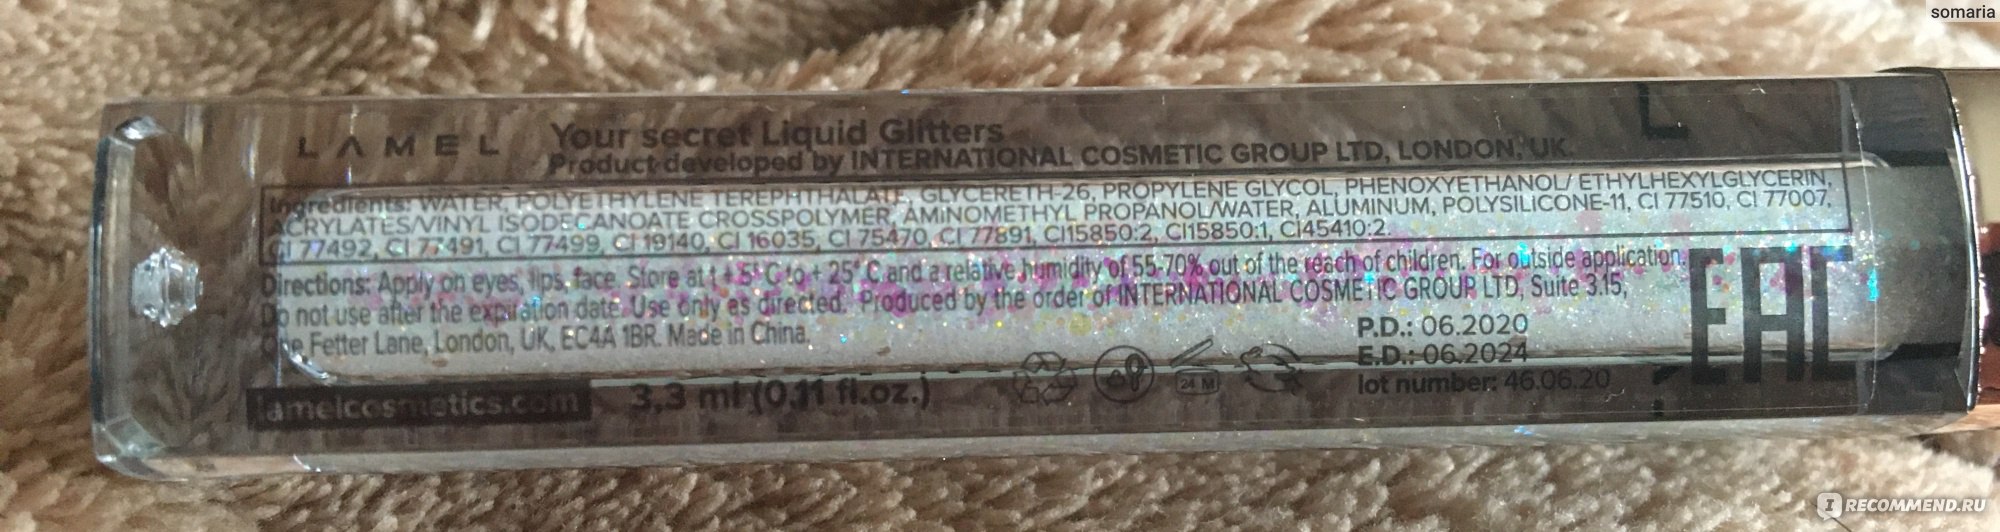 somaria
LAMEL
Your secret Liquid Glitters
Product developed by INTERNATIONAL COSMETIC GROUP LTD, LONDON, UK.
Ingredients: WATER, POLYETHYLENE TEREPHTHALATE, GLYCERETH-26, PROPYLENE GLYCOL, PHENOXYETHANOL/ ETHYLHEXYLGLYCERIN,
ACRYLATES/VINYL ISODECANOATE CROSSPOLYMER, AMINOMETHYL PROPANOL/WATER, ALUMINUM, POLYSILICONE-11, CI 77510, CI 77007,
CI 77492, CI 77491, CI 77499, CI 19140, CI 16035, CI 75470, CI 77891, CI15850:2, CI15850:1, CI45410:2.
Directions: Apply on eyes, lips, face. Store at t + 5° C to + 25° C and a relative humidity of 55-70% out of the reach of children. For outside application.
Do not use after the expiration date. Use only as directed. Produced by the order of INTERNATIONAL COSMETIC GROUP LTD, Suite 3.15,
One Fetter Lane, London, UK, EC4A 1BR. Made in China.
P.D.: 06.2020
E.D.: 06.2024
lot number: 46.06.20
EAC
24 M
lamelcosmetics.com
3,3 ml (0.11 fl.oz.)
IRECOMMEND.RU